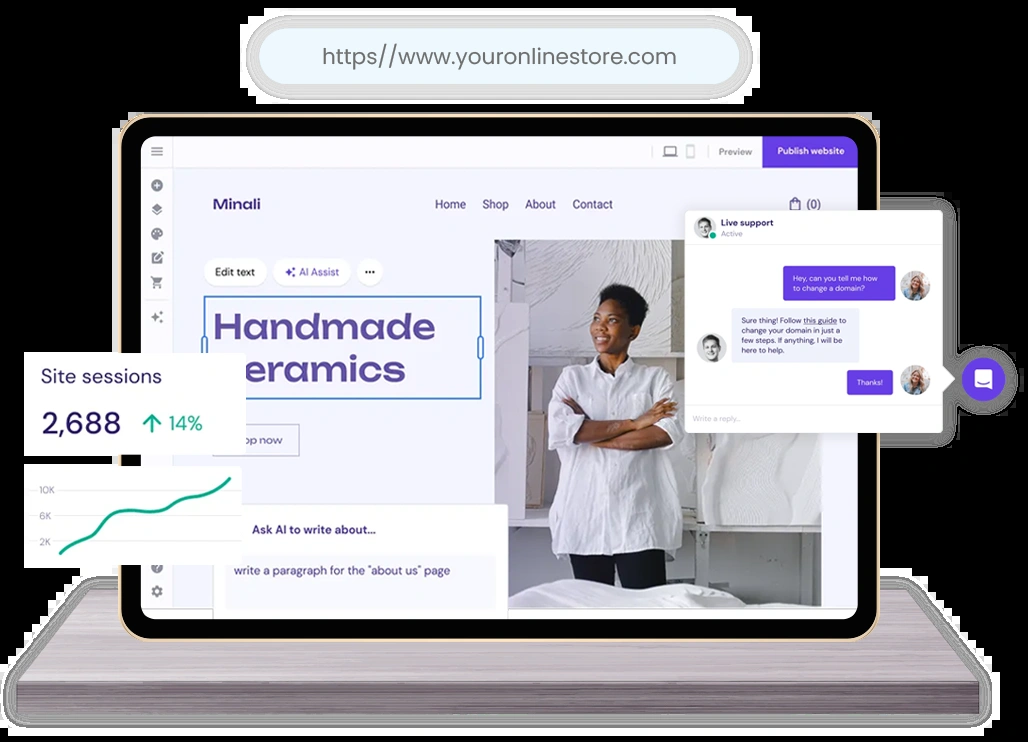 https//www.youronlinestore.com
Preview
Publish website
Minali
Home
Shop
About
Contact
(0)
Edit text
AI Assist
Handmade
eramics
op now
Site sessions
2,688
14%
10K
6K
2K
Ask AI to write about...
write a paragraph for the "about us" page
Live support
Active
Hey, can you tell me how
to change a domain?
Sure thing! Follow this guide to
change your domain in just a
few steps. If anything, I will be
here to help.
Thanks!
Write a reply...